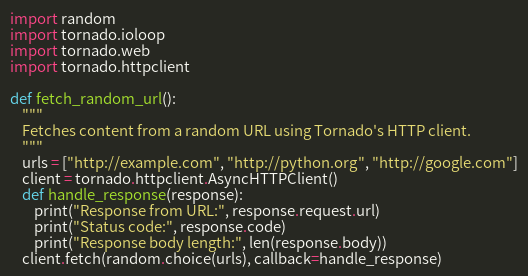 import random
import tornado.ioloop
import tornado.web
import tornado.httpclient

def fetch_random_url():
    """
    Fetches content from a random URL using Tornado's HTTP client.
    """
    urls = ["http://example.com", "http://python.org", "http://google.com"]
    client = tornado.httpclient.AsyncHTTPClient()
    def handle_response(response):
        print("Response from URL:", response.request.url)
        print("Status code:", response.code)
        print("Response body length:", len(response.body))
    client.fetch(random.choice(urls), callback=handle_response)